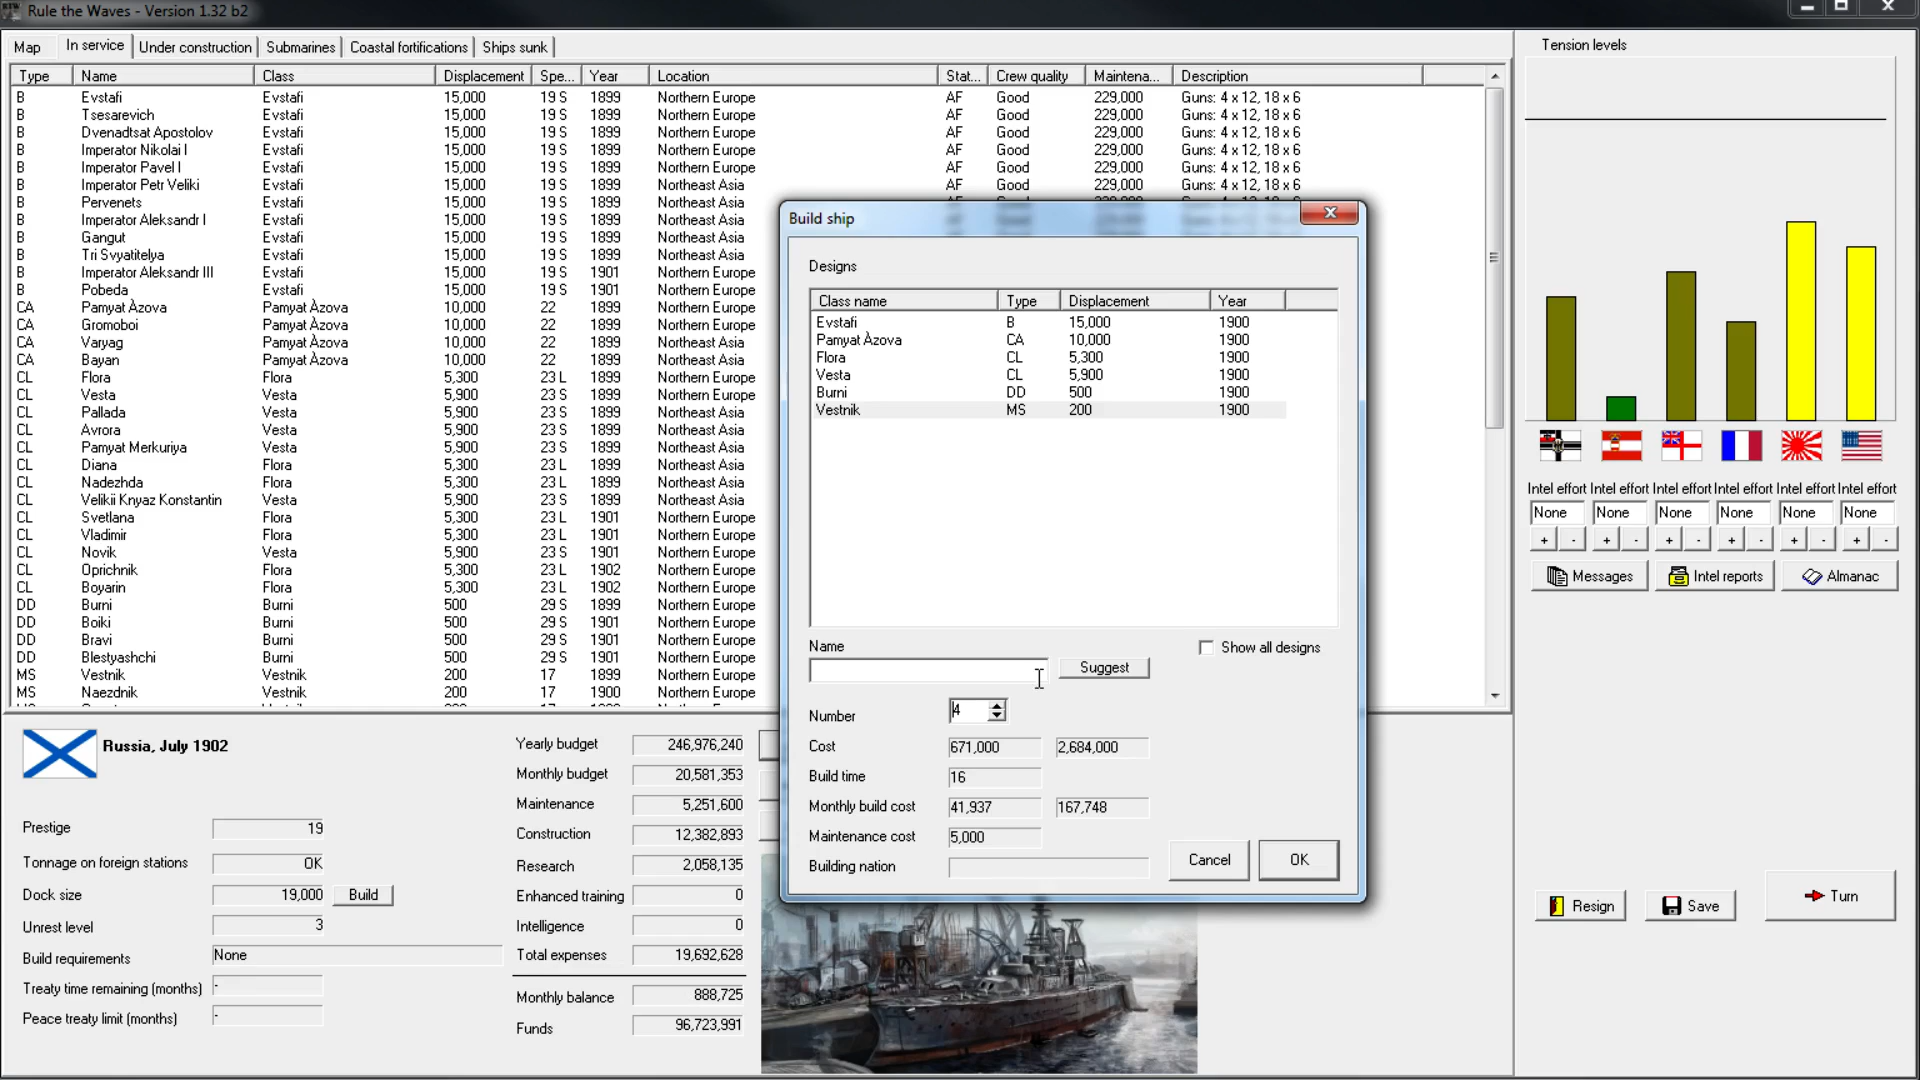 Rule the Waves - Version 1.32 b2
Map In service Under construction Submarines Coastal fortifications Ships sunk
Type Name Class Displacement Spe... Year Location Stat... Crew quality Maintena... Description
B Evstafi Evstafi 15,000 19 S 1899 Northern Europe AF Good 229,000 Guns: 4 x 12, 18 x 6
B Tsesarevich Evstafi 15,000 19 S 1899 Northern Europe AF Good 229,000 Guns: 4 x 12, 18 x 6
B Dvenadtsat Apostolov Evstafi 15,000 19 S 1899 Northern Europe AF Good 229,000 Guns: 4 x 12, 18 x 6
B Imperator Nikolai I Evstafi 15,000 19 S 1899 Northern Europe AF Good 229,000 Guns: 4 x 12, 18 x 6
B Imperator Pavel I Evstafi 15,000 19 S 1899 Northern Europe AF Good 229,000 Guns: 4 x 12, 18 x 6
B Imperator Petr Veliki Evstafi 15,000 19 S 1899 Northeast Asia AF Good 229,000 Guns: 4 x 12, 18 x 6
B Pervenets Evstafi 15,000 19 S 1899 Northeast Asia
B Imperator Aleksandr I Evstafi 15,000 19 S 1899 Northeast Asia
B Gangut Evstafi 15,000 19 S 1899 Northeast Asia
B Tri Svyatitelya Evstafi 15,000 19 S 1899 Northeast Asia
B Imperator Aleksandr III Evstafi 15,000 19 S 1901 Northern Europe
B Pobeda Evstafi 15,000 19 S 1901 Northern Europe
CA Pamyat Àzova Pamyat Àzova 10,000 22 1899 Northern Europe
CA Gromoboi Pamyat Àzova 10,000 22 1899 Northern Europe
CA Varyag Pamyat Àzova 10,000 22 1899 Northeast Asia
CA Bayan Pamyat Àzova 10,000 22 1899 Northeast Asia
CL Flora Flora 5,300 23 L 1899 Northern Europe
CL Vesta Vesta 5,900 23 S 1899 Northern Europe
CL Pallada Vesta 5,900 23 S 1899 Northeast Asia
CL Avrora Vesta 5,900 23 S 1899 Northeast Asia
CL Pamyat Merkuriya Vesta 5,900 23 S 1899 Northeast Asia
CL Diana Flora 5,300 23 L 1899 Northeast Asia
CL Nadezhda Flora 5,300 23 L 1899 Northeast Asia
CL Velikii Knyaz Konstantin Vesta 5,900 23 S 1899 Northeast Asia
CL Svetlana Flora 5,300 23 L 1901 Northern Europe
CL Vladimir Flora 5,300 23 L 1901 Northern Europe
CL Novik Vesta 5,900 23 S 1901 Northern Europe
CL Oprichnik Flora 5,300 23 L 1902 Northern Europe
CL Boyarin Flora 5,300 23 L 1902 Northern Europe
DD Burni Burni 500 29 S 1899 Northern Europe
DD Boiki Burni 500 29 S 1901 Northern Europe
DD Bravi Burni 500 29 S 1901 Northern Europe
DD Blestyashchi Burni 500 29 S 1901 Northern Europe
MS Vestnik Vestnik 200 17 1899 Northern Europe
MS Naezdnik Vestnik 200 17 1900 Northern Europe
Build ship
Designs
Class name Type Displacement Year
Evstafi B 15,000 1900
Pamyat Àzova CA 10,000 1900
Flora CL 5,300 1900
Vesta CL 5,900 1900
Burni DD 500 1900
Vestnik MS 200 1900
Name
Show all designs
Suggest
Number 4
Cost 671,000 2,684,000
Build time 16
Monthly build cost 41,937 167,748
Maintenance cost 5,000
Building nation
Cancel OK
Tension levels
Intel effort Intel effort Intel effort Intel effort Intel effort Intel effort
None None None None None None
+ - + - + - + - + - + -
Messages Intel reports Almanac
Resign Save Turn
Russia, July 1902
Prestige 19
Tonnage on foreign stations OK
Dock size 19,000 Build
Unrest level 3
Build requirements None
Treaty time remaining (months) -
Peace treaty limit (months) -
Yearly budget 246,976,240
Monthly budget 20,581,353
Maintenance 5,251,600
Construction 12,382,893
Research 2,058,135
Enhanced training 0
Intelligence 0
Total expenses 19,692,628
Monthly balance 888,725
Funds 96,723,991